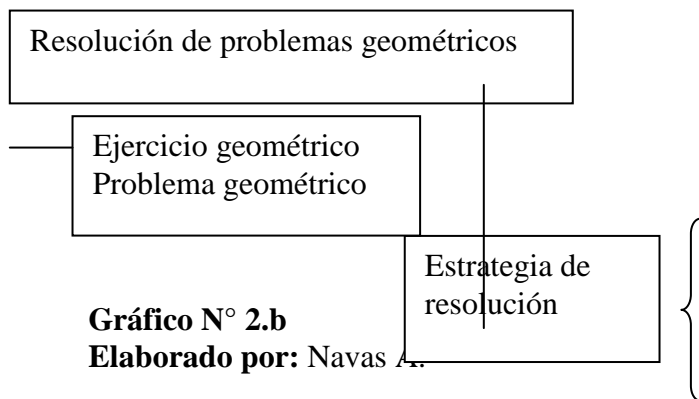 Resolución de problemas geométricos
Ejercicio geométrico
Problema geométrico
Estrategia de
resolución
Gráfico N° 2.b
Elaborado por: Navas A.